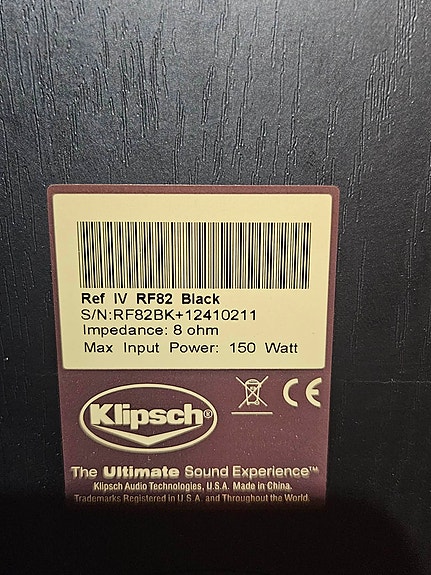 Ref IV RF82 Black
S/N:RF82BK+12410211
Impedance: 8 ohm
Max Input Power: 150 Watt
Klipsch®
CE
The Ultimate Sound Experience™
Klipsch Audio Technologies, U.S.A. Made in China.
Trademarks Registered in U.S.A. and Throughout the World.